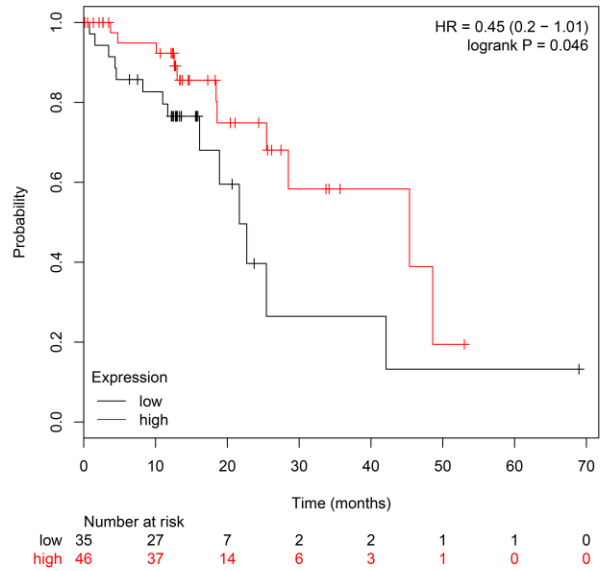 HR = 0.45 (0.2 − 1.01)
logrank P = 0.046
1.0
0.8
0.6
0.4
0.2
0.0
Probability
Expression
low
high
0 10 20 30 40 50 60 70
Time (months)
Number at risk
low 35 27 7 2 2 1 1 0
high 46 37 14 6 3 1 0 0